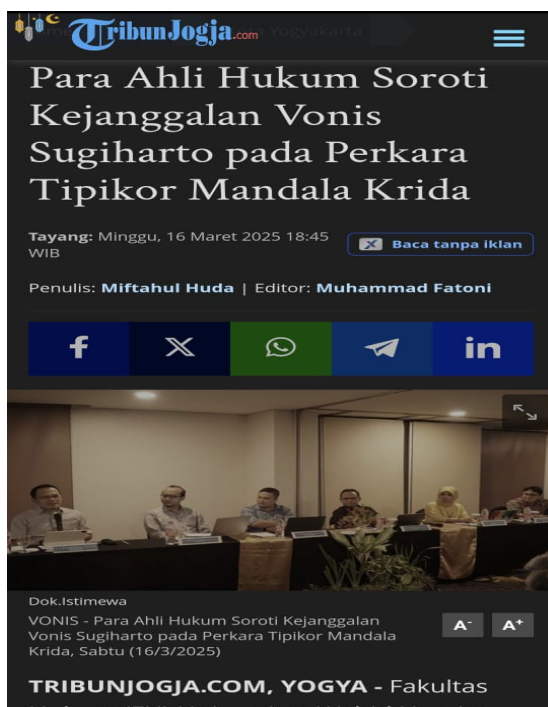 TribunJogja.com
Yogyakarta
Para Ahli Hukum Soroti
Kejanggalan Vonis
Sugiharto pada Perkara
Tipikor Mandala Krida
Tayang: Minggu, 16 Maret 2025 18:45
WIB
X Baca tanpa iklan
Penulis: Miftahul Huda | Editor: Muhammad Fatoni
Dok.Istimewa
VONIS - Para Ahli Hukum Soroti Kejanggalan
Vonis Sugiharto pada Perkara Tipikor Mandala
Krida, Sabtu (16/3/2025)
A- A+
TRIBUNJOGJA.COM, YOGYA - Fakultas